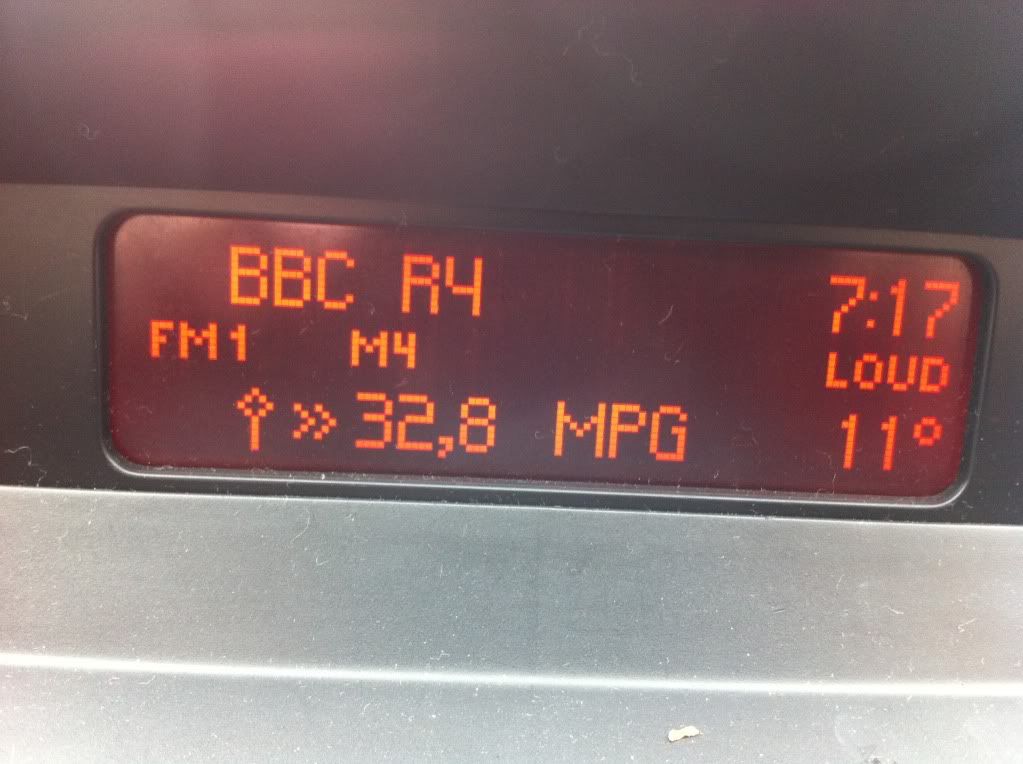 BBC R4 7:17
FM1 M4 LOUD
» 32,8 MPG 11°